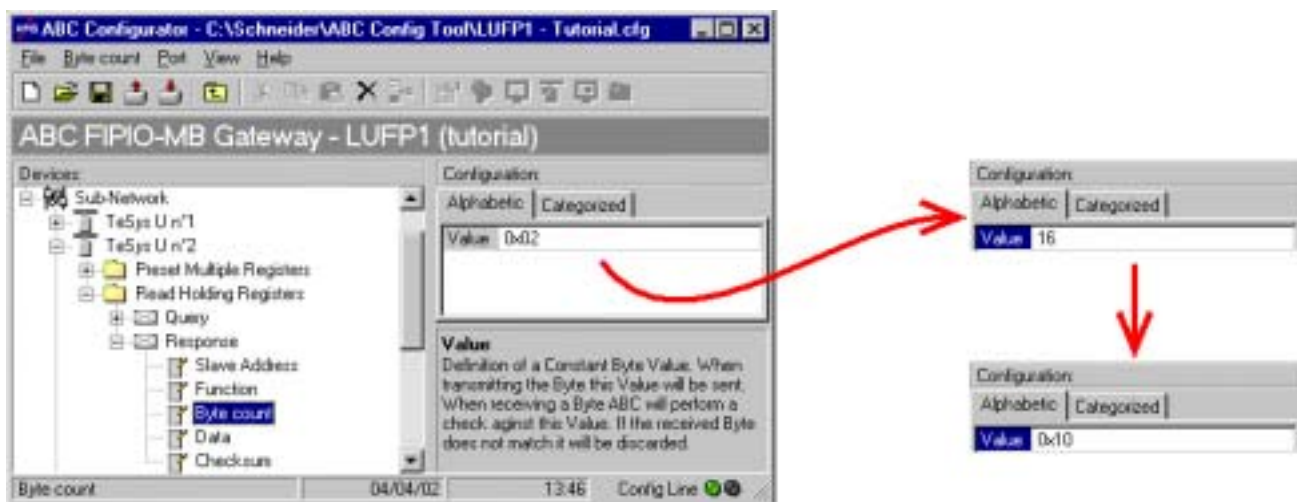 ABC Configurator - C:\Schneider\ABC Config Tool\LUFP1 - Tutorial.cfg
File Byte count Port View Help
ABC FIPIO-MB Gateway - LUFP1 (tutorial)
Devices:
Sub-Network
TeSys U n°1
TeSys U n°2
Preset Multiple Registers
Read Holding Registers
Query
Response
Slave Address
Function
Byte count
Data
Checksum
Configuration:
Alphabetic Categorized
Value 0x02
Value
Definition of a Constant Byte Value. When
transmitting the Byte this Value will be sent.
When receiving a Byte ABC will perform a
check aginst this Value. If the received Byte
does not match it will be discarded.
Byte count 04/04/02 13:46 Config Line
Configuration:
Alphabetic Categorized
Value 16
Configuration:
Alphabetic Categorized
Value 0x10